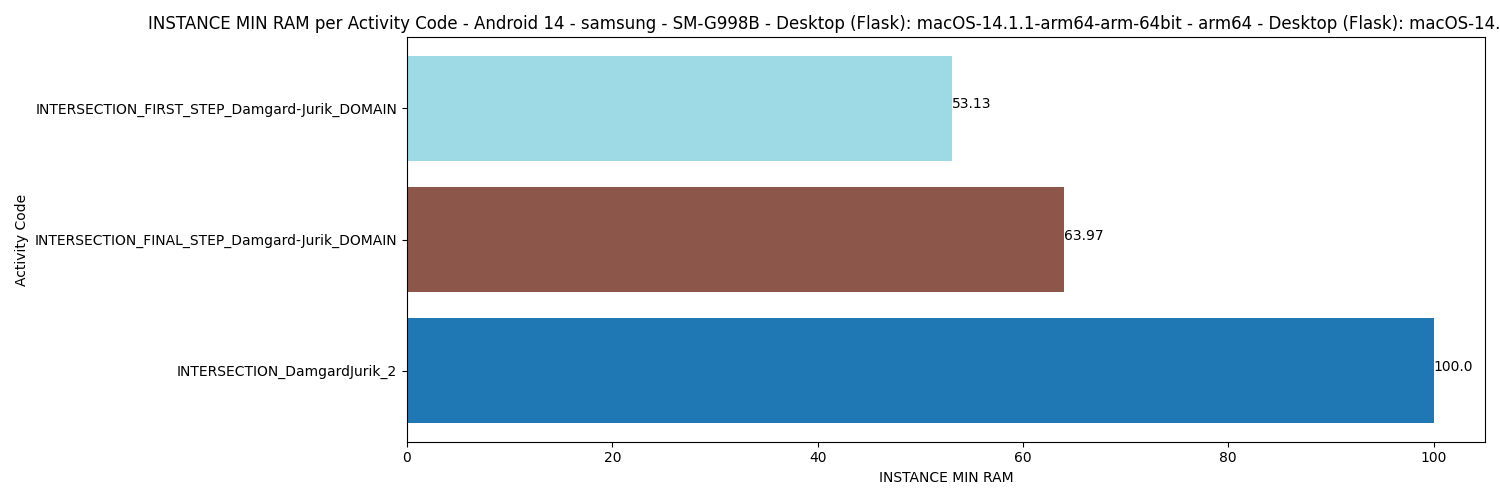 INSTANCE MIN RAM per Activity Code - Android 14 - samsung - SM-G998B - Desktop (Flask): macOS-14.1.1-arm64-arm-64bit - arm64 - Desktop (Flask): macOS-14.
INTERSECTION_FIRST_STEP_Damgard-Jurik_DOMAIN
53.13
INTERSECTION_FINAL_STEP_Damgard-Jurik_DOMAIN
63.97
INTERSECTION_DamgardJurik_2
100.0
Activity Code
0 20 40 60 80 100
INSTANCE MIN RAM